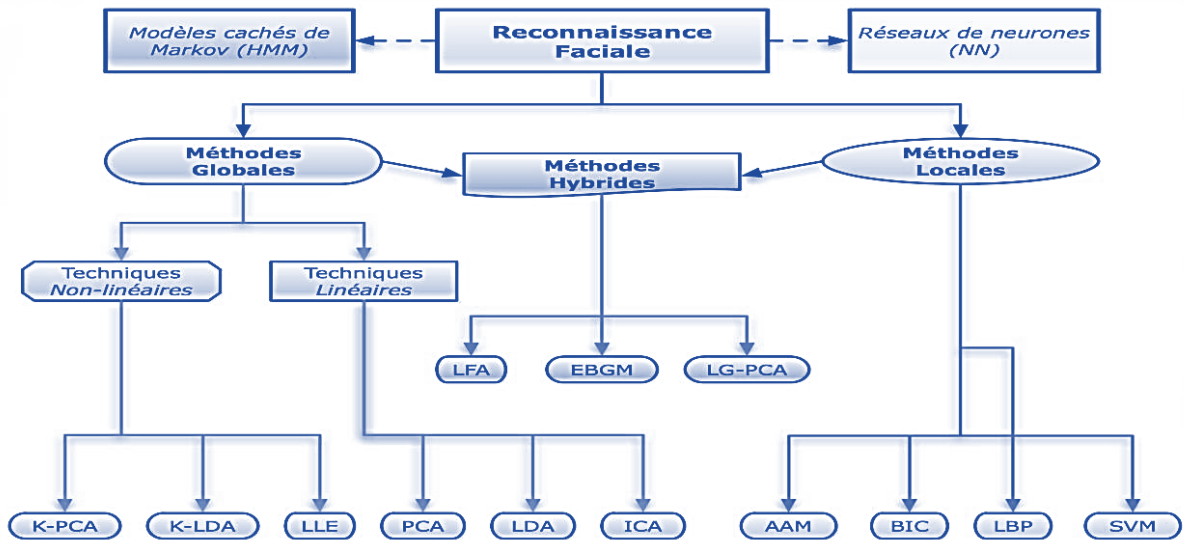 Modèles cachés de
Markov (HMM)
Reconnaissance
Faciale
Réseaux de neurones
(NN)
Méthodes
Globales
Méthodes
Hybrides
Méthodes
Locales
Techniques
Non-linéaires
Techniques
Linéaires
LFA
EBGM
LG-PCA
K-PCA
K-LDA
LLE
PCA
LDA
ICA
AAM
BIC
LBP
SVM